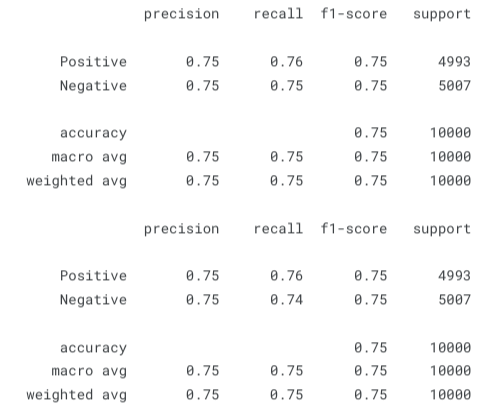 precision recall f1-score support
Positive 0.75 0.76 0.75 4993
Negative 0.75 0.75 0.75 5007
accuracy 0.75 10000
macro avg 0.75 0.75 0.75 10000
weighted avg 0.75 0.75 0.75 10000
precision recall f1-score support
Positive 0.75 0.76 0.75 4993
Negative 0.75 0.74 0.75 5007
accuracy 0.75 10000
macro avg 0.75 0.75 0.75 10000
weighted avg 0.75 0.75 0.75 10000